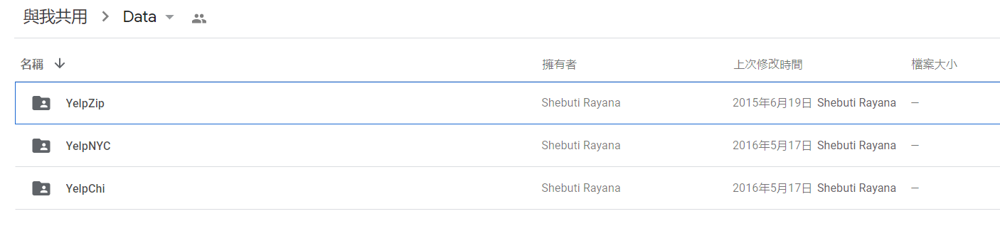 與我共用 > Data
名稱 ↓ 擁有者 上次修改時間 檔案大小
YelpZip Shebuti Rayana 2015年6月19日 Shebuti Rayana —
YelpNYC Shebuti Rayana 2016年5月17日 Shebuti Rayana —
YelpChi Shebuti Rayana 2016年5月17日 Shebuti Rayana —